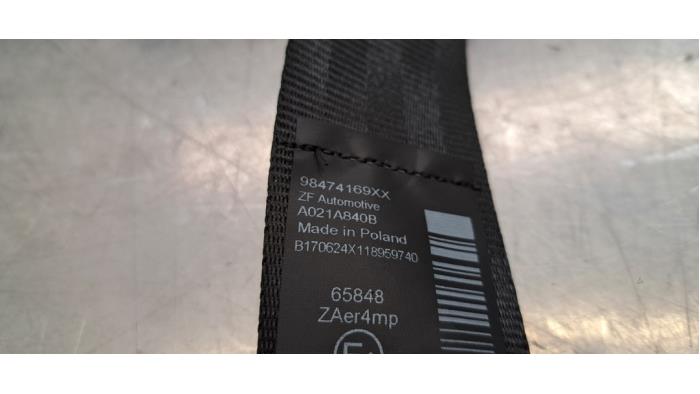 98474169XX
ZF Automotive
A021A840B
Made in Poland
B170624X118959740
65848
ZAer4mp